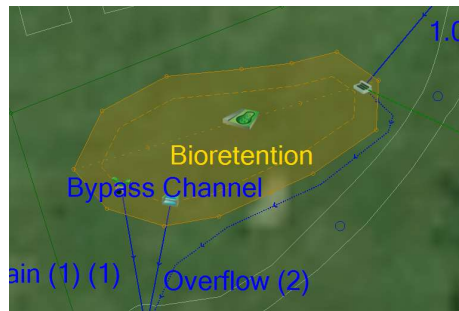 1.0
Bioretention
Bypass Channel
ain (1) (1)
Overflow (2)